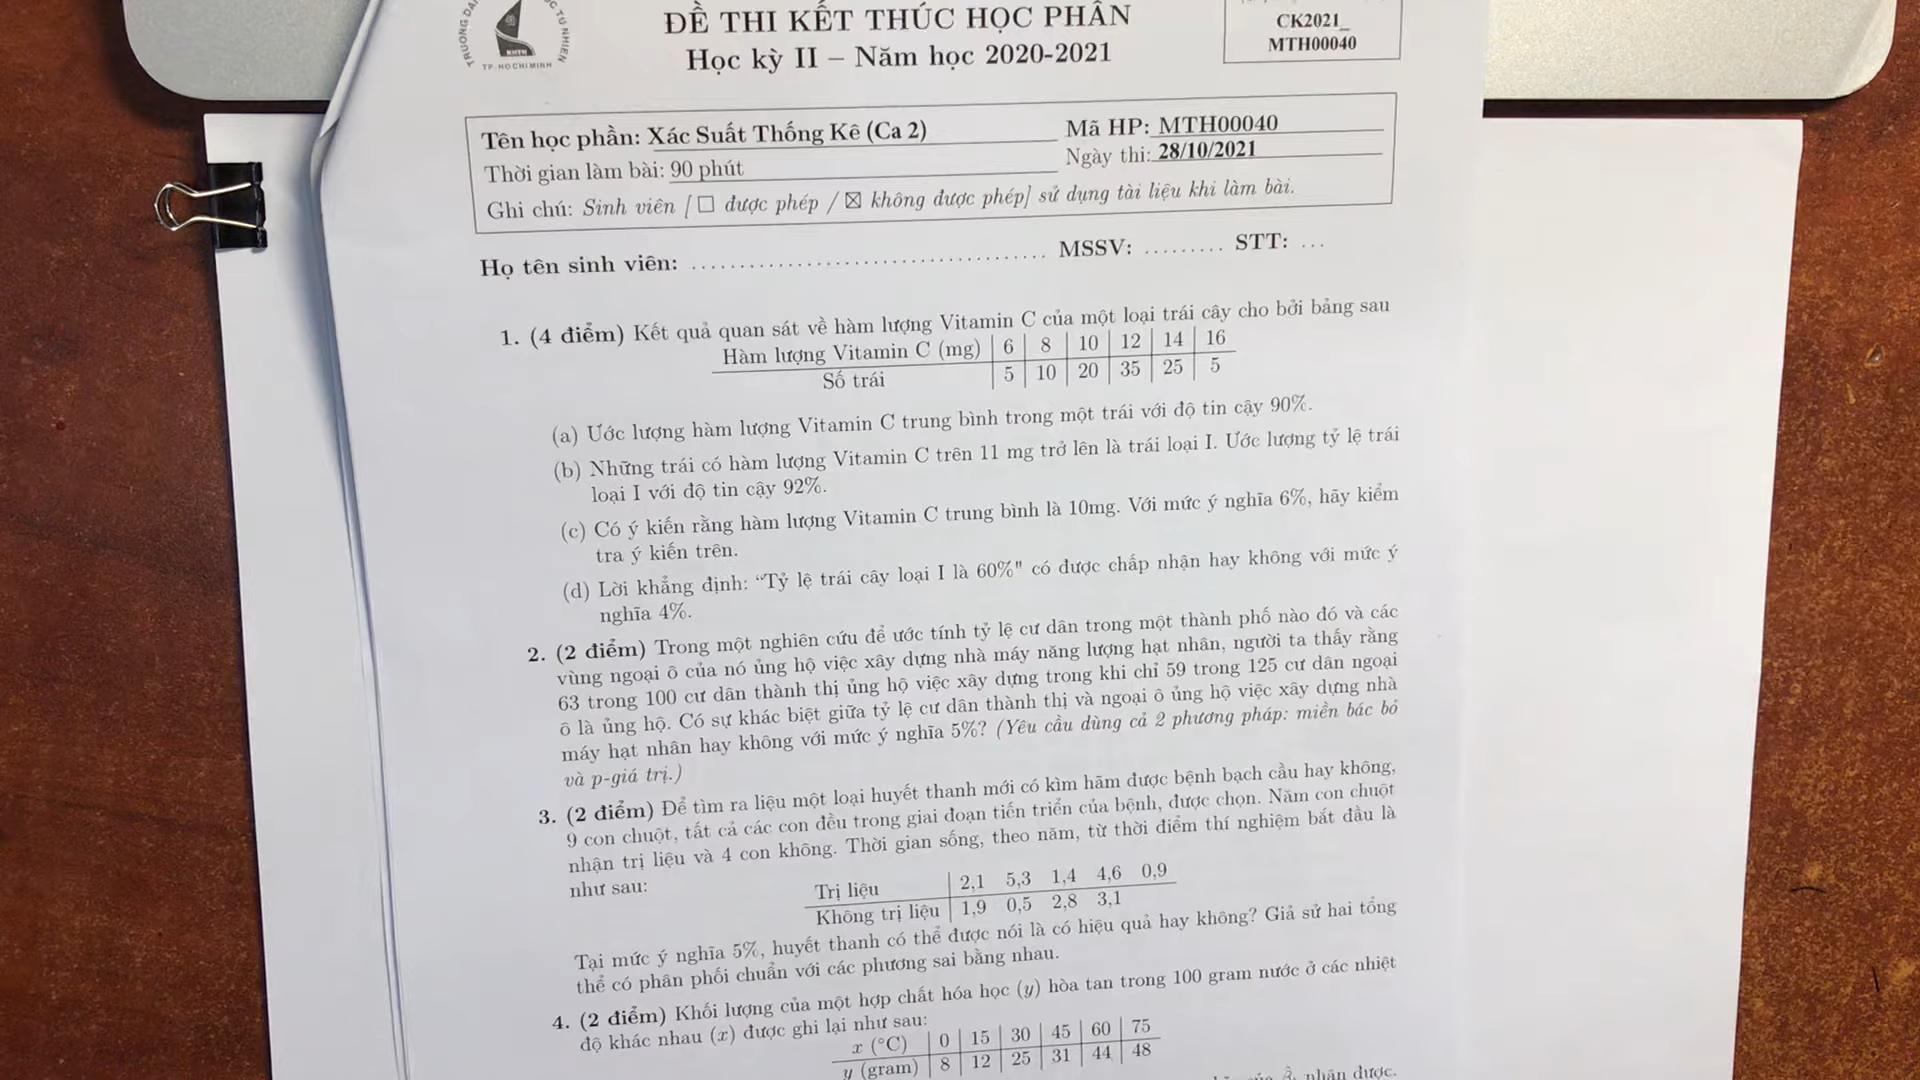 ĐỀ THI KẾT THÚC HỌC PHẦN
Học kỳ II – Năm học 2020-2021
TP. HO CHI MINH
KHTN
CK2021_
MTH00040
Tên học phần: Xác Suất Thống Kê (Ca 2)
Mã HP: MTH00040
Thời gian làm bài: 90 phút
Ngày thi: 28/10/2021
Ghi chú: Sinh viên [ ☐ được phép / ☒ không được phép] sử dụng tài liệu khi làm bài.
Họ tên sinh viên: ..................................... MSSV: ......... STT: ...
1. (4 điểm) Kết quả quan sát về hàm lượng Vitamin C của một loại trái cây cho bởi bảng sau
Hàm lượng Vitamin C (mg) 6 8 10 12 14 16
Số trái 5 10 20 35 25 5
(a) Ước lượng hàm lượng Vitamin C trung bình trong một trái với độ tin cậy 90%.
(b) Những trái có hàm lượng Vitamin C trên 11 mg trở lên là trái loại I. Ước lượng tỷ lệ trái
loại I với độ tin cậy 92%.
(c) Có ý kiến rằng hàm lượng Vitamin C trung bình là 10mg. Với mức ý nghĩa 6%, hãy kiểm
tra ý kiến trên.
(d) Lời khẳng định: “Tỷ lệ trái cây loại I là 60%" có được chấp nhận hay không với mức ý
nghĩa 4%.
2. (2 điểm) Trong một nghiên cứu để ước tính tỷ lệ cư dân trong một thành phố nào đó và các
vùng ngoại ô của nó ủng hộ việc xây dựng nhà máy năng lượng hạt nhân, người ta thấy rằng
63 trong 100 cư dân thành thị ủng hộ việc xây dựng trong khi chỉ 59 trong 125 cư dân ngoại
ô là ủng hộ. Có sự khác biệt giữa tỷ lệ cư dân thành thị và ngoại ô ủng hộ việc xây dựng nhà
máy hạt nhân hay không với mức ý nghĩa 5%? (Yêu cầu dùng cả 2 phương pháp: miền bác bỏ
và p-giá trị.)
3. (2 điểm) Để tìm ra liệu một loại huyết thanh mới có kìm hãm được bệnh bạch cầu hay không,
9 con chuột, tất cả các con đều trong giai đoạn tiến triển của bệnh, được chọn. Năm con chuột
nhận trị liệu và 4 con không. Thời gian sống, theo năm, từ thời điểm thí nghiệm bắt đầu là
như sau:
Trị liệu 2,1 5,3 1,4 4,6 0,9
Không trị liệu 1,9 0,5 2,8 3,1
Tại mức ý nghĩa 5%, huyết thanh có thể được nói là có hiệu quả hay không? Giả sử hai tổng
thể có phân phối chuẩn với các phương sai bằng nhau.
4. (2 điểm) Khối lượng của một hợp chất hóa học (y) hòa tan trong 100 gram nước ở các nhiệt
độ khác nhau (x) được ghi lại như sau:
x (°C) 0 15 30 45 60 75
y (gram) 8 12 25 31 44 48
nhận được.